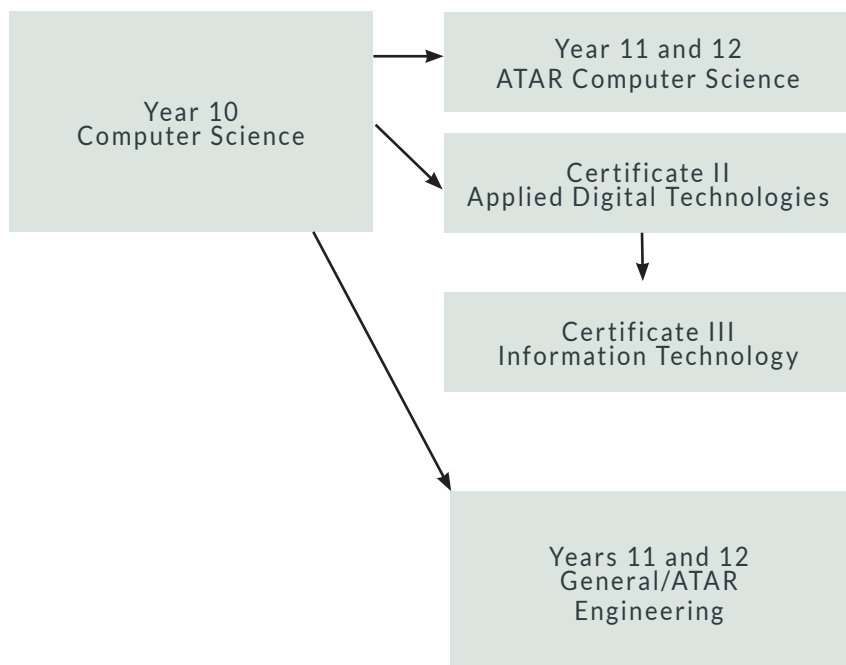 Year 10
Computer Science
Year 11 and 12
ATAR Computer Science
Certificate II
Applied Digital Technologies
Certificate III
Information Technology
Years 11 and 12
General/ATAR
Engineering